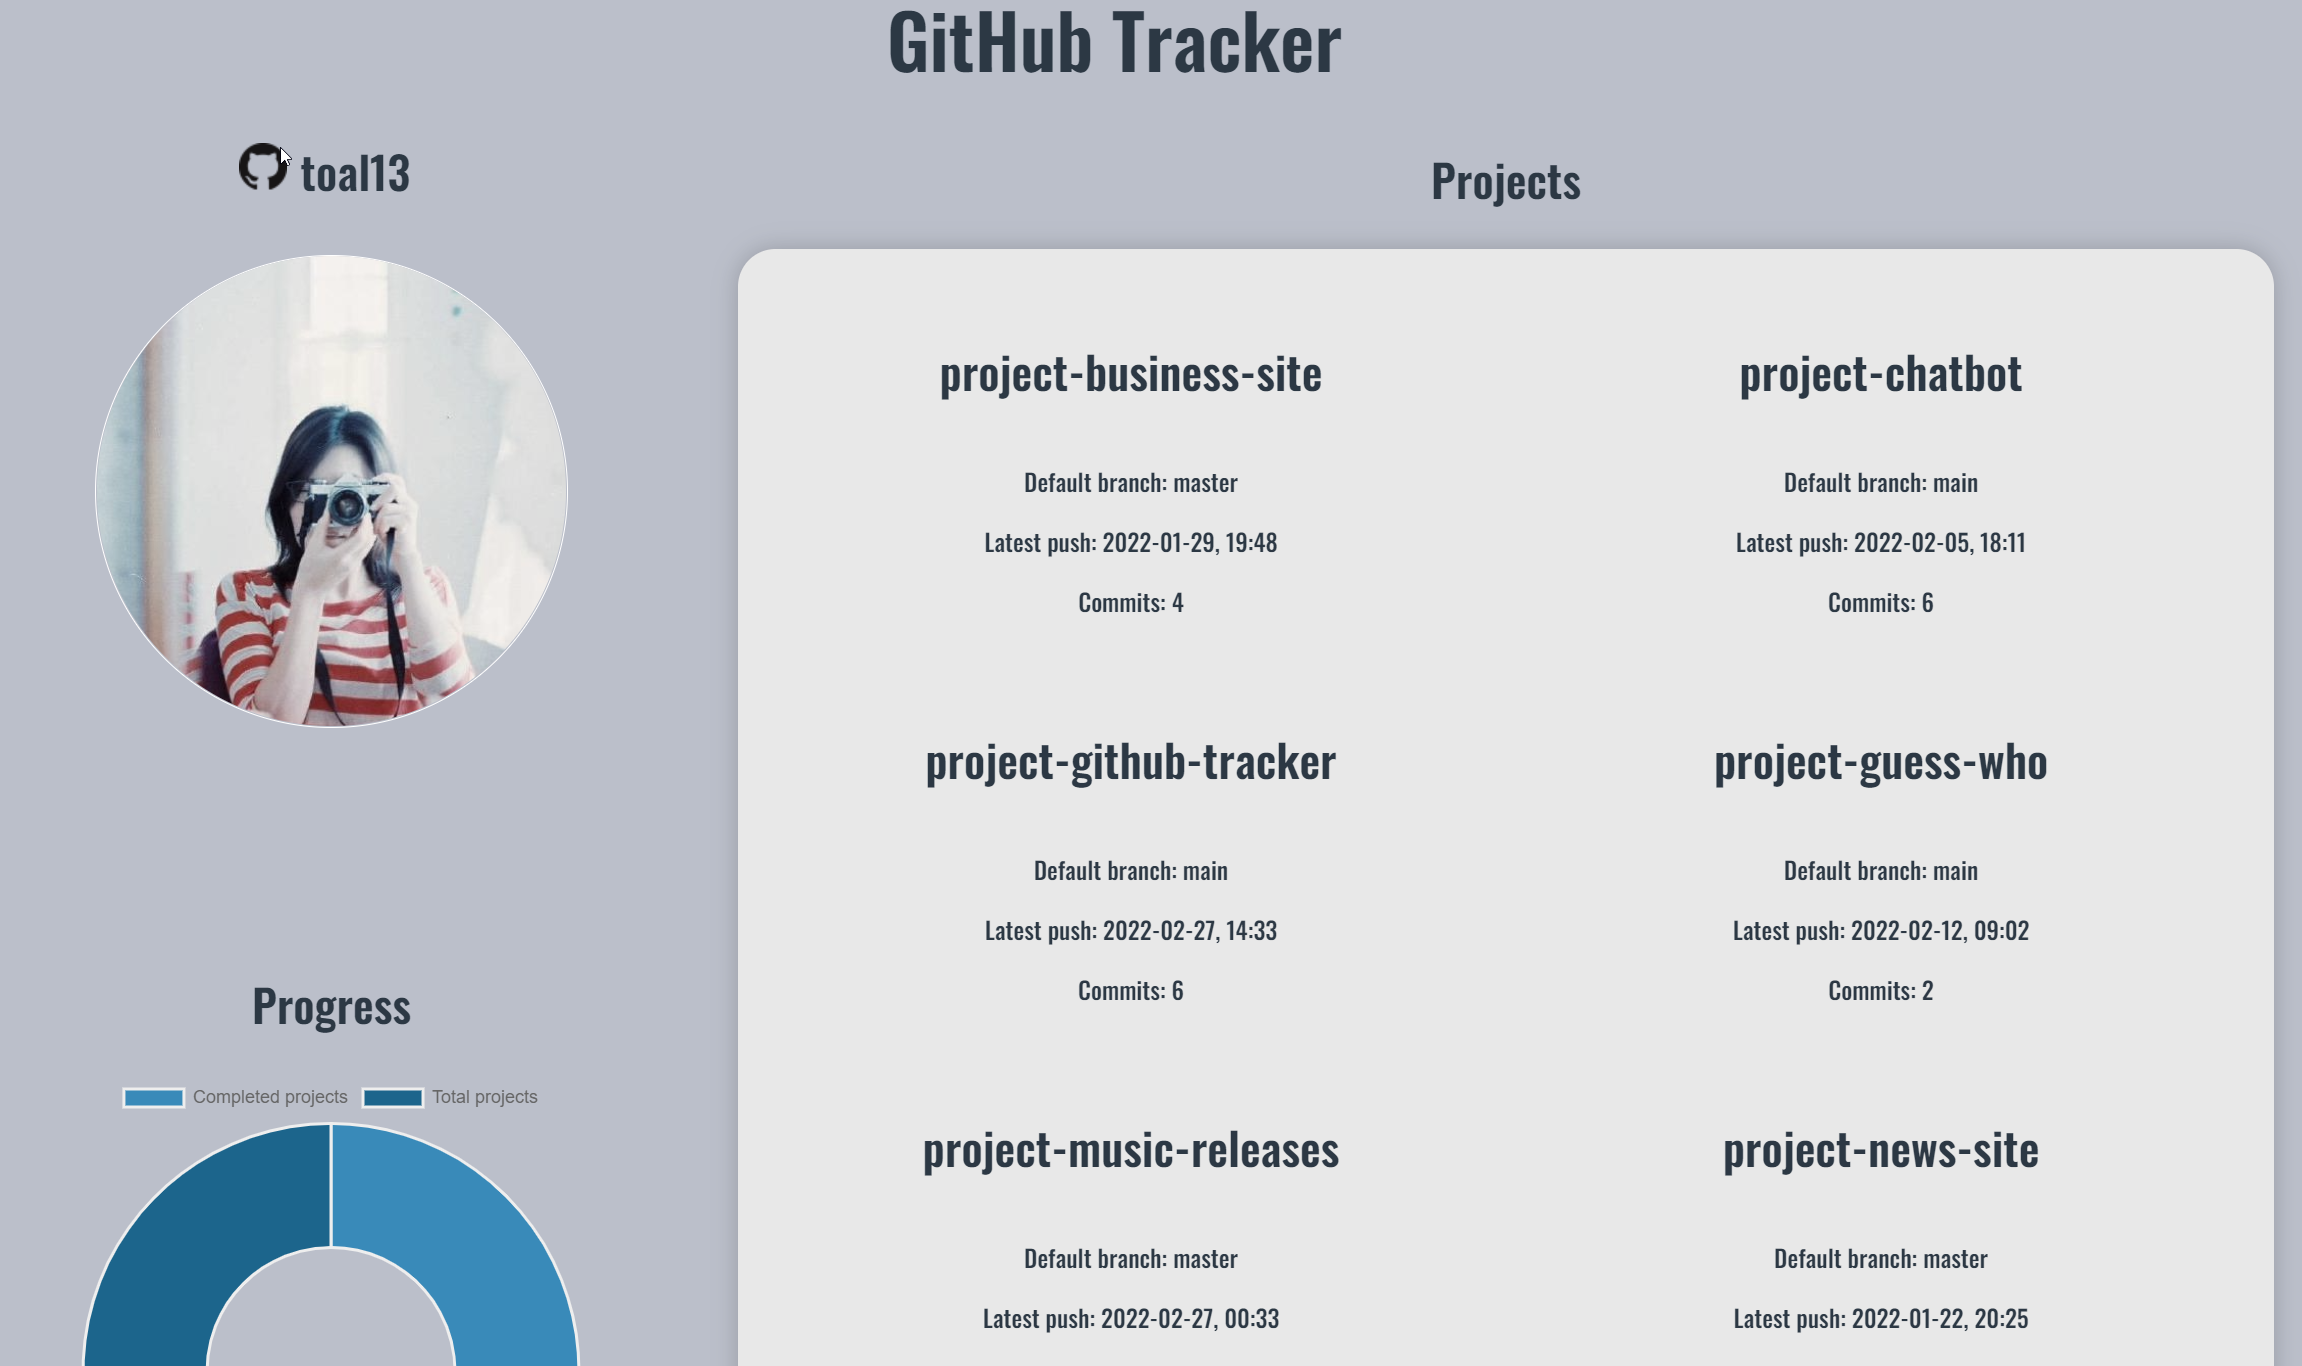 GitHub Tracker
toal13
Projects
project-business-site
Default branch: master
Latest push: 2022-01-29, 19:48
Commits: 4
project-chatbot
Default branch: main
Latest push: 2022-02-05, 18:11
Commits: 6
project-github-tracker
Default branch: main
Latest push: 2022-02-27, 14:33
Commits: 6
project-guess-who
Default branch: main
Latest push: 2022-02-12, 09:02
Commits: 2
project-music-releases
Default branch: master
Latest push: 2022-02-27, 00:33
project-news-site
Default branch: master
Latest push: 2022-01-22, 20:25
Progress
Completed projects
Total projects